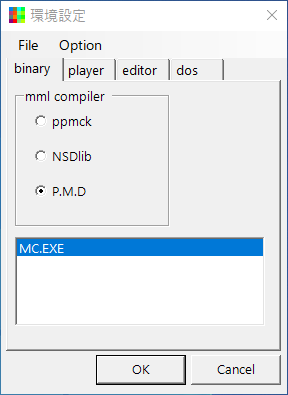 環境設定
File Option
binary player editor dos
mml compiler
ppmck
NSDlib
P.M.D
MC.EXE
OK Cancel